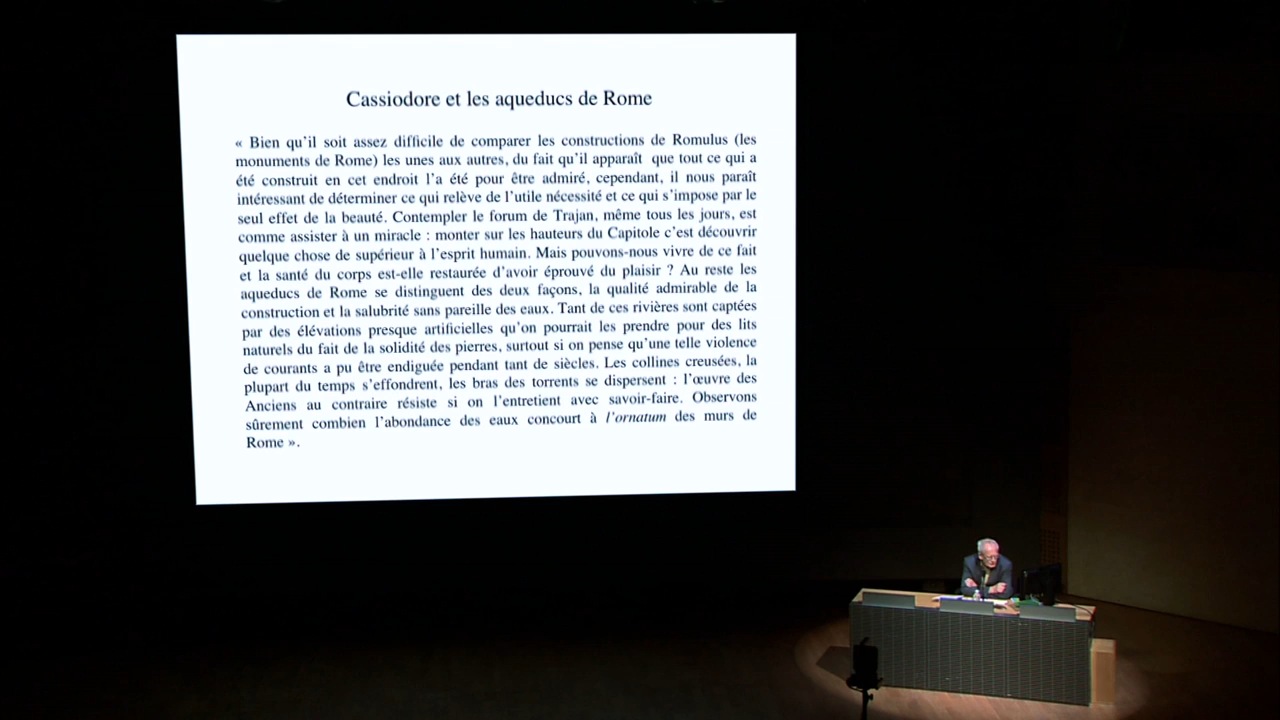 Cassiodore et les aqueducs de Rome
« Bien qu'il soit assez difficile de comparer les constructions de Romulus (les
monuments de Rome) les unes aux autres, du fait qu'il apparaît que tout ce qui a
été construit en cet endroit l'a été pour être admiré, cependant, il nous paraît
intéressant de déterminer ce qui relève de l'utile nécessité et ce qui s'impose par le
seul effet de la beauté. Contempler le forum de Trajan, même tous les jours, est
comme assister à un miracle : monter sur les hauteurs du Capitole c'est découvrir
quelque chose de supérieur à l'esprit humain. Mais pouvons-nous vivre de ce fait
et la santé du corps est-elle restaurée d'avoir éprouvé du plaisir ? Au reste les
aqueducs de Rome se distinguent des deux façons, la qualité admirable de la
construction et la salubrité sans pareille des eaux. Tant de ces rivières sont captées
par des élévations presque artificielles qu'on pourrait les prendre pour des lits
naturels du fait de la solidité des pierres, surtout si on pense qu'une telle violence
de courants a pu être endiguée pendant tant de siècles. Les collines creusées, la
plupart du temps s'effondrent, les bras des torrents se dispersent : l'œuvre des
Anciens au contraire résiste si on l'entretient avec savoir-faire. Observons
sûrement combien l'abondance des eaux concourt à l'ornatum des murs de
Rome ».